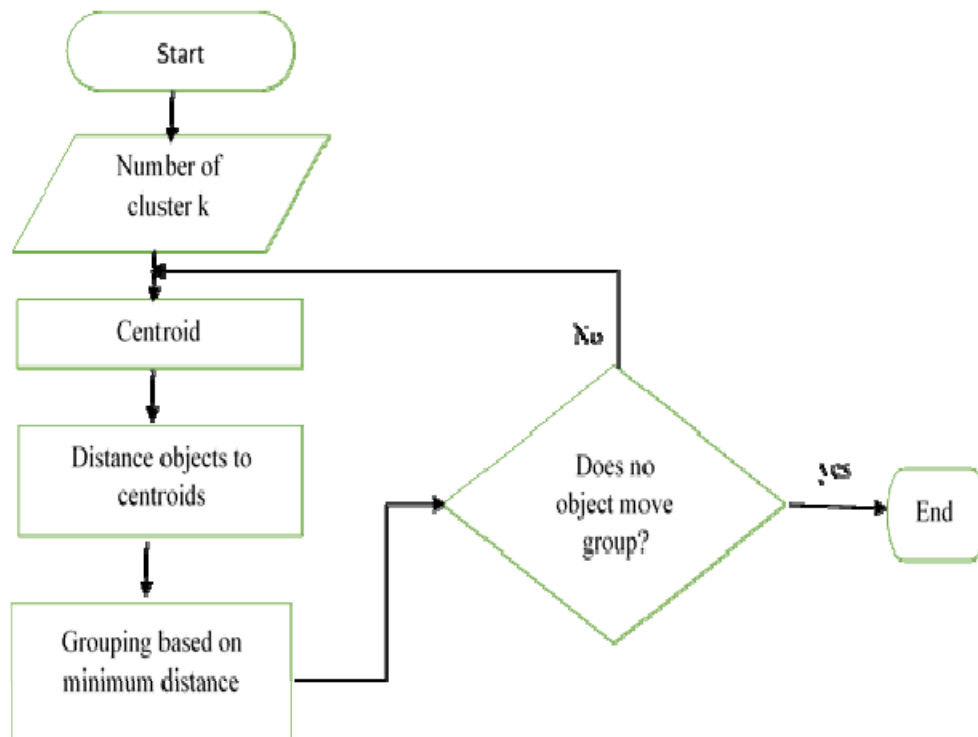 Start
Number of
cluster k
Centroid
Distance objects to
centroids
Grouping based on
minimum distance
No
Does no
object move
group?
yes
End